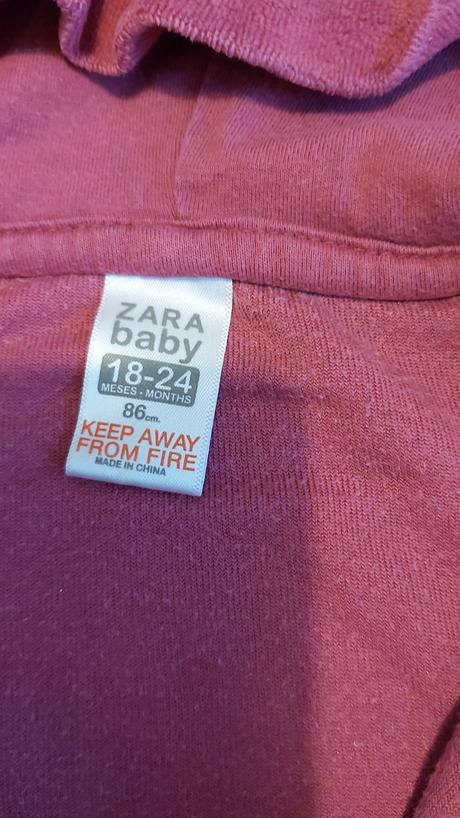 ZARA
baby
18-24
MESES - MONTHS
86cm.
KEEP AWAY
FROM FIRE
MADE IN CHINA